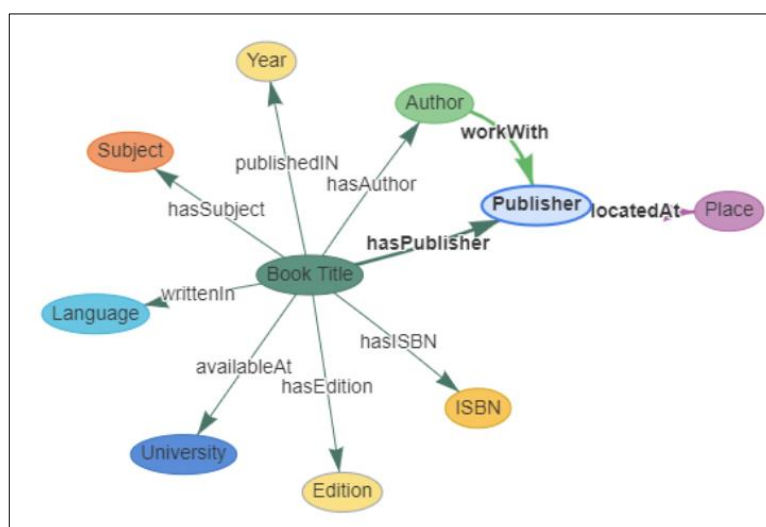 Year
Author
workWith
Subject
publishedIN
hasAuthor
hasSubject
Publisher
locatedAt
Place
hasPublisher
Book Title
writtenIn
Language
hasISBN
availableAt
hasEdition
ISBN
University
Edition